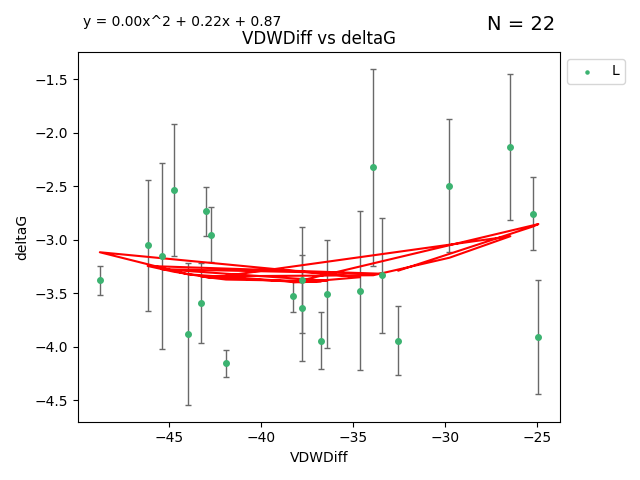 y = 0.00x^2 + 0.22x + 0.87
N = 22
VDWDiff vs deltaG
L
deltaG
−1.5
−2.0
−2.5
−3.0
−3.5
−4.0
−4.5
−45
−40
−35
−30
−25
VDWDiff